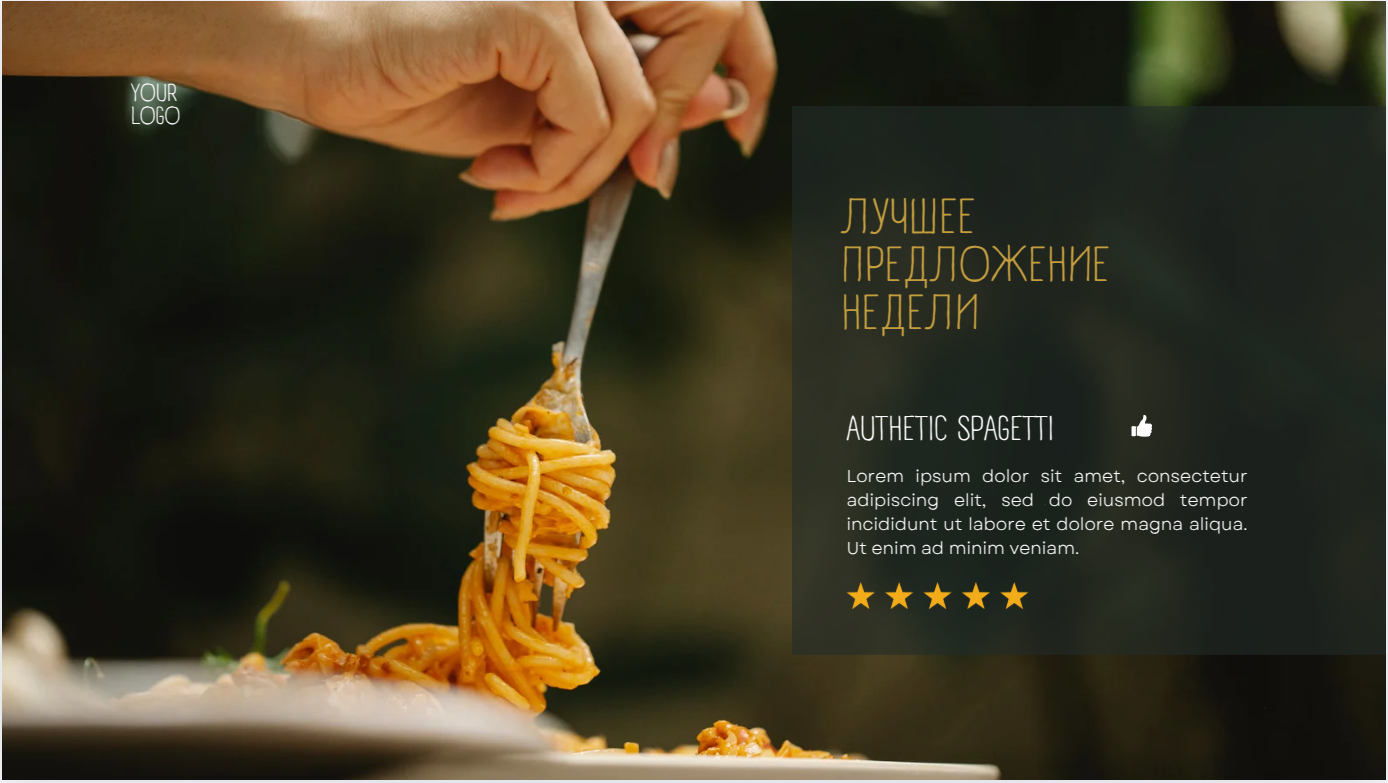 YOUR
LOGO
ЛУЧШЕЕ
ПРЕДЛОЖЕНИЕ
НЕДЕЛИ
AUTHETIC SPAGETTI
Lorem ipsum dolor sit amet, consectetur
adipiscing elit, sed do eiusmod tempor
incididunt ut labore et dolore magna aliqua.
Ut enim ad minim veniam.